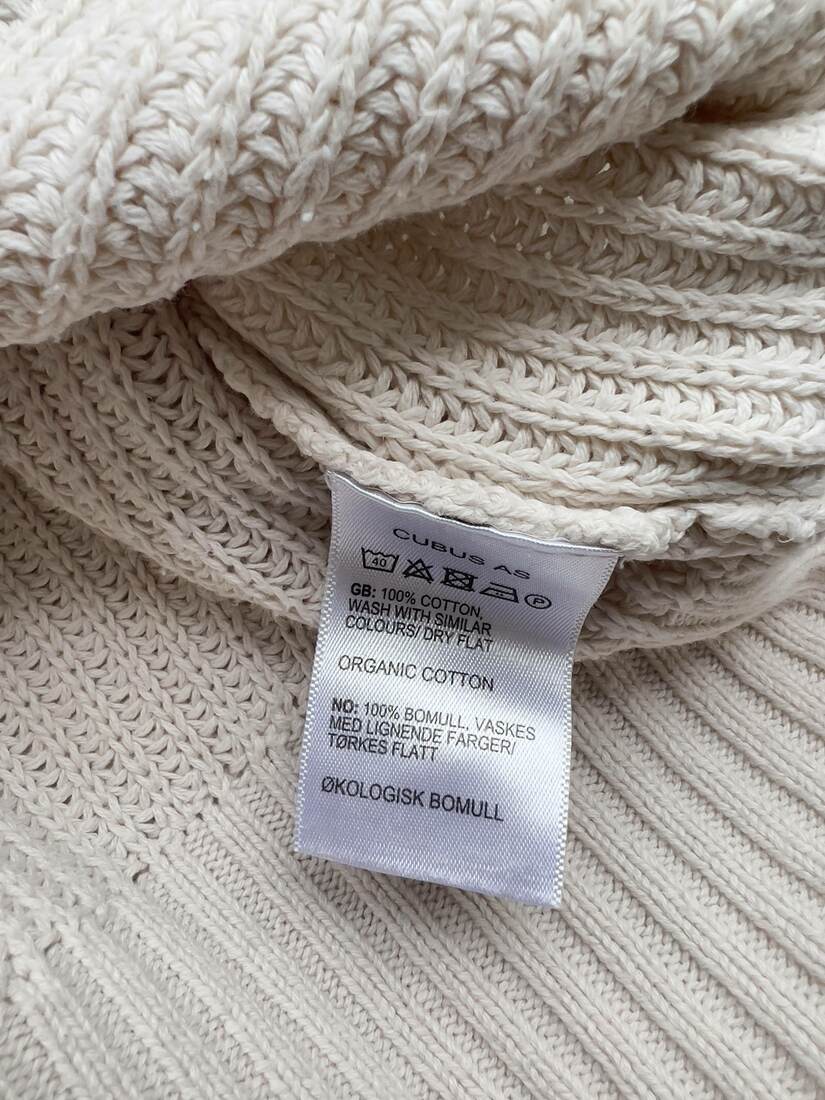 CUBUS AS
40 P
GB: 100% COTTON,
WASH WITH SIMILAR
COLOURS/ DRY FLAT
ORGANIC COTTON
NO: 100% BOMULL, VASKES
MED LIGNENDE FARGER/
TØRKES FLATT
ØKOLOGISK BOMULL